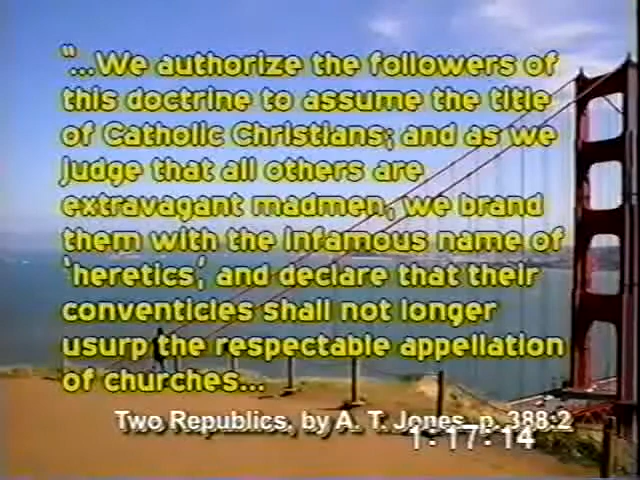 "...We authorize the followers of
this doctrine to assume the title
of Catholic Christians; and as we
judge that all others are
extravagant madmen, we brand
them with the infamous name of
'heretics', and declare that their
conventicles shall not longer
usurp the respectable appellation
of churches...
Two Republics, by A. T. Jones, p. 388:2
1:17:14